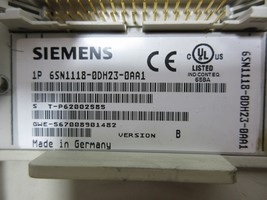 SIEMENS
1P 6SN1118-0DH23-0AA1
CE
UL
LISTED
IND.CONT.EQ.
65BA
S T-P62002585
GWE-567008901482
VERSION B
Made in Germany
6SN1118-0DH23-0AA1